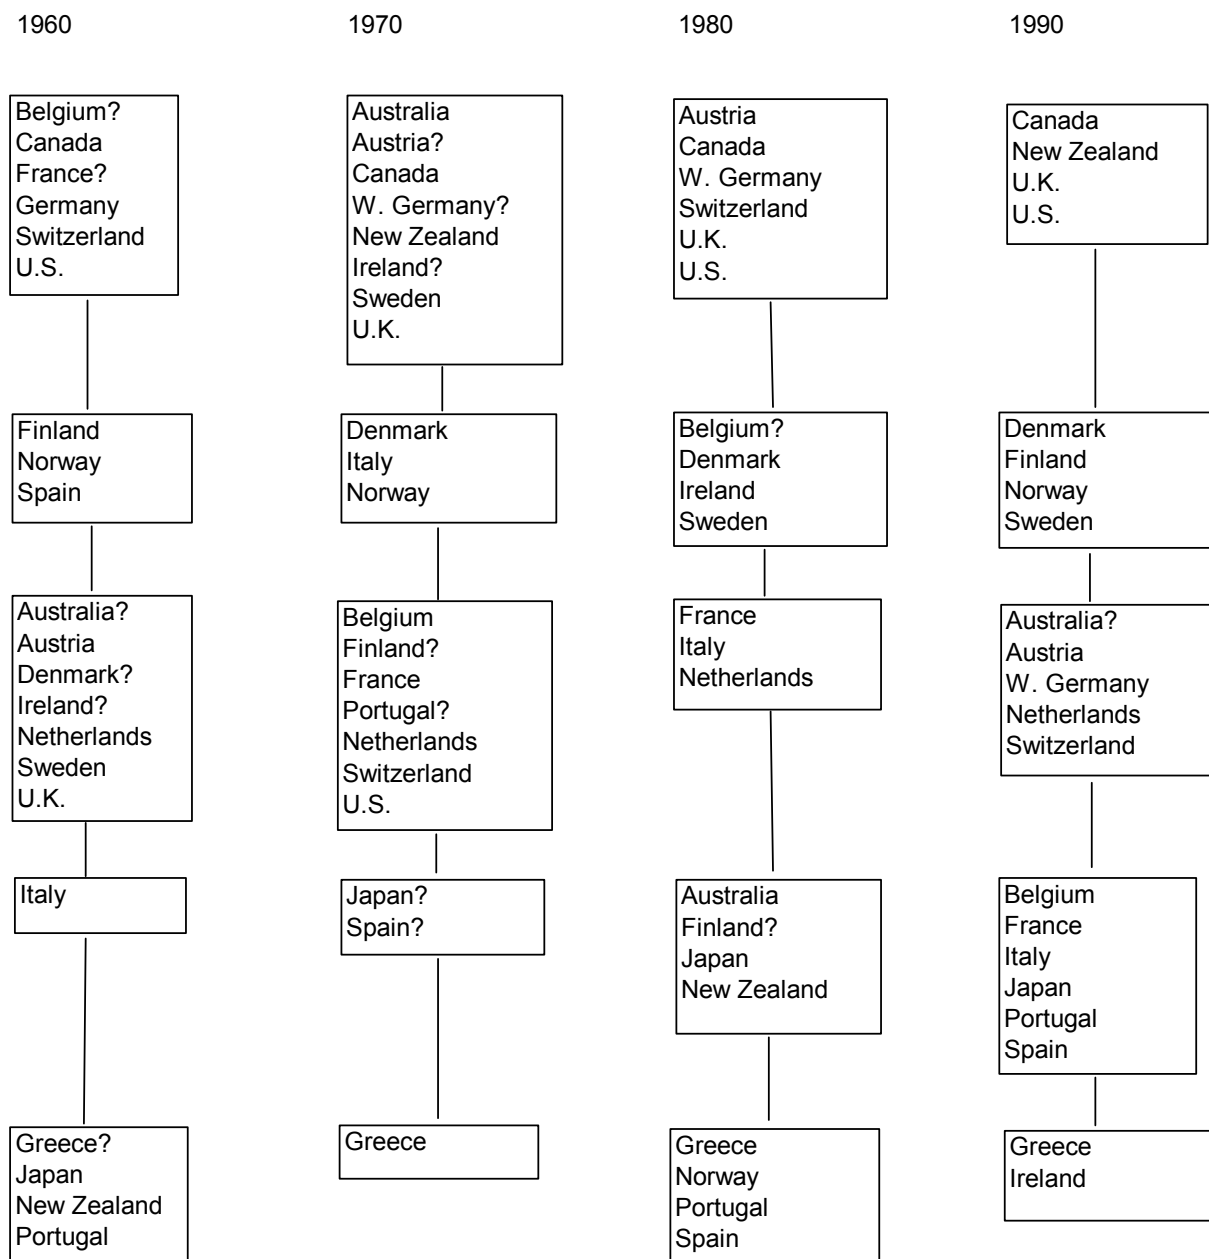 1960
1970
1980
1990
Belgium?
Canada
France?
Germany
Switzerland
U.S.
Finland
Norway
Spain
Australia?
Austria
Denmark?
Ireland?
Netherlands
Sweden
U.K.
Italy
Greece?
Japan
New Zealand
Portugal
Australia
Austria?
Canada
W. Germany?
New Zealand
Ireland?
Sweden
U.K.
Denmark
Italy
Norway
Belgium
Finland?
France
Portugal?
Netherlands
Switzerland
U.S.
Japan?
Spain?
Greece
Austria
Canada
W. Germany
Switzerland
U.K.
U.S.
Belgium?
Denmark
Ireland
Sweden
France
Italy
Netherlands
Australia
Finland?
Japan
New Zealand
Greece
Norway
Portugal
Spain
Canada
New Zealand
U.K.
U.S.
Denmark
Finland
Norway
Sweden
Australia?
Austria
W. Germany
Netherlands
Switzerland
Belgium
France
Italy
Japan
Portugal
Spain
Greece
Ireland